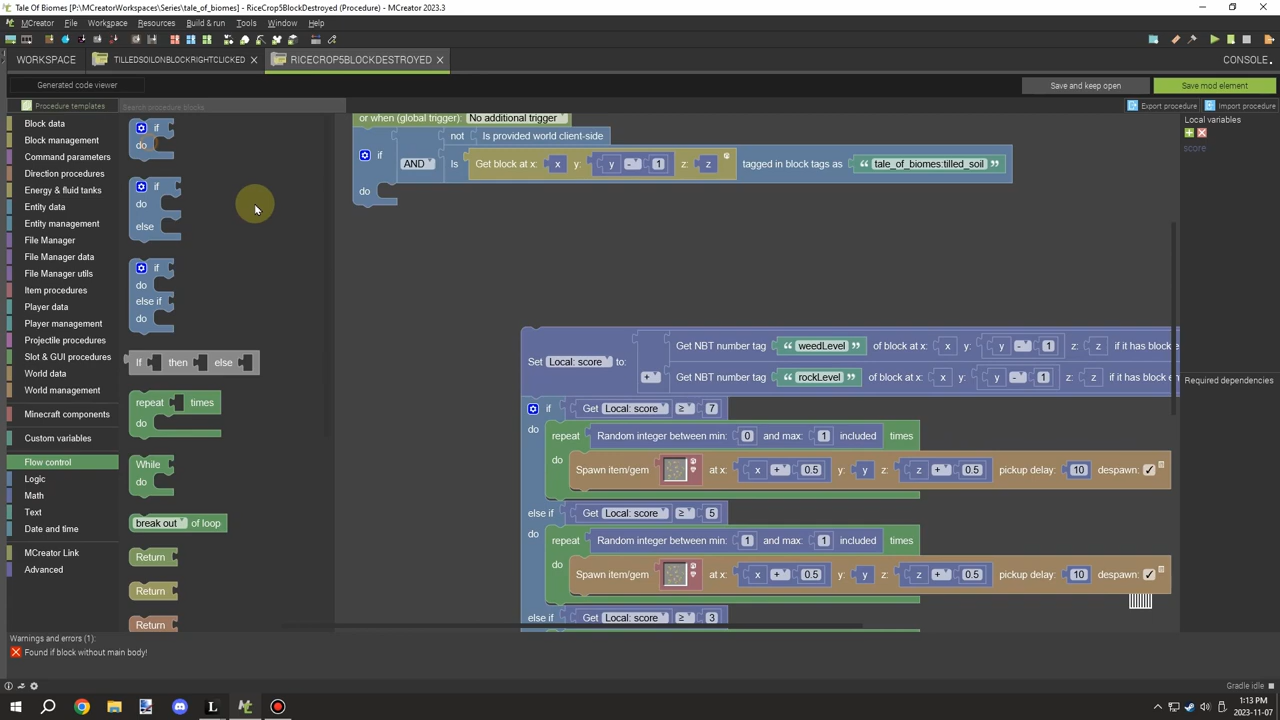 Tale Of Biomes [P:\MCreatorWorkspaces\Series\tale_of_biomes] - RiceCrop5BlockDestroyed (Procedure) - MCreator 2023.3
MCreator File Workspace Resources Build & run Tools Window Help
WORKSPACE TILLEDSOILONBLOCKRIGHTCLICKED RICECROP5BLOCKDESTROYED CONSOLE
Generated code viewer Save and keep open Save mod element
Procedure templates Search procedure blocks Export procedure Import procedure
Block data
Block management
Command parameters
Direction procedures
Energy & fluid tanks
Entity data
Entity management
File Manager
File Manager data
File Manager utils
Item procedures
Player data
Player management
Projectile procedures
Slot & GUI procedures
World data
World management
Minecraft components
Custom variables
Flow control
Logic
Math
Text
Date and time
MCreator Link
Advanced
if
do
if
do
else
if
do
else if
do
If then else
repeat times
do
While
do
break out of loop
Return
Return
Return
or when (global trigger): No additional trigger
not Is provided world client-side
if AND Is Get block at x: x y: y - 1 z: z tagged in block tags as “ tale_of_biomes:tilled_soil ”
do
Get NBT number tag “ weedLevel ” of block at x: x y: y - 1 z: z if it has block e
Set Local: score to: +
Get NBT number tag “ rockLevel ” of block at x: x y: y - 1 z: z if it has block e
if Get Local: score ≥ 7
do repeat Random integer between min: 0 and max: 1 included times
do Spawn item/gem at x: x + 0.5 y: y z: z + 0.5 pickup delay: 10 despawn: ✓
else if Get Local: score ≥ 5
do repeat Random integer between min: 1 and max: 1 included times
do Spawn item/gem at x: x + 0.5 y: y z: z + 0.5 pickup delay: 10 despawn: ✓
else if Get Local: score ≥ 3
Local variables
score
Required dependencies
Warnings and errors (1):
Found if block without main body!
Gradle idle
1:13 PM
2023-11-07